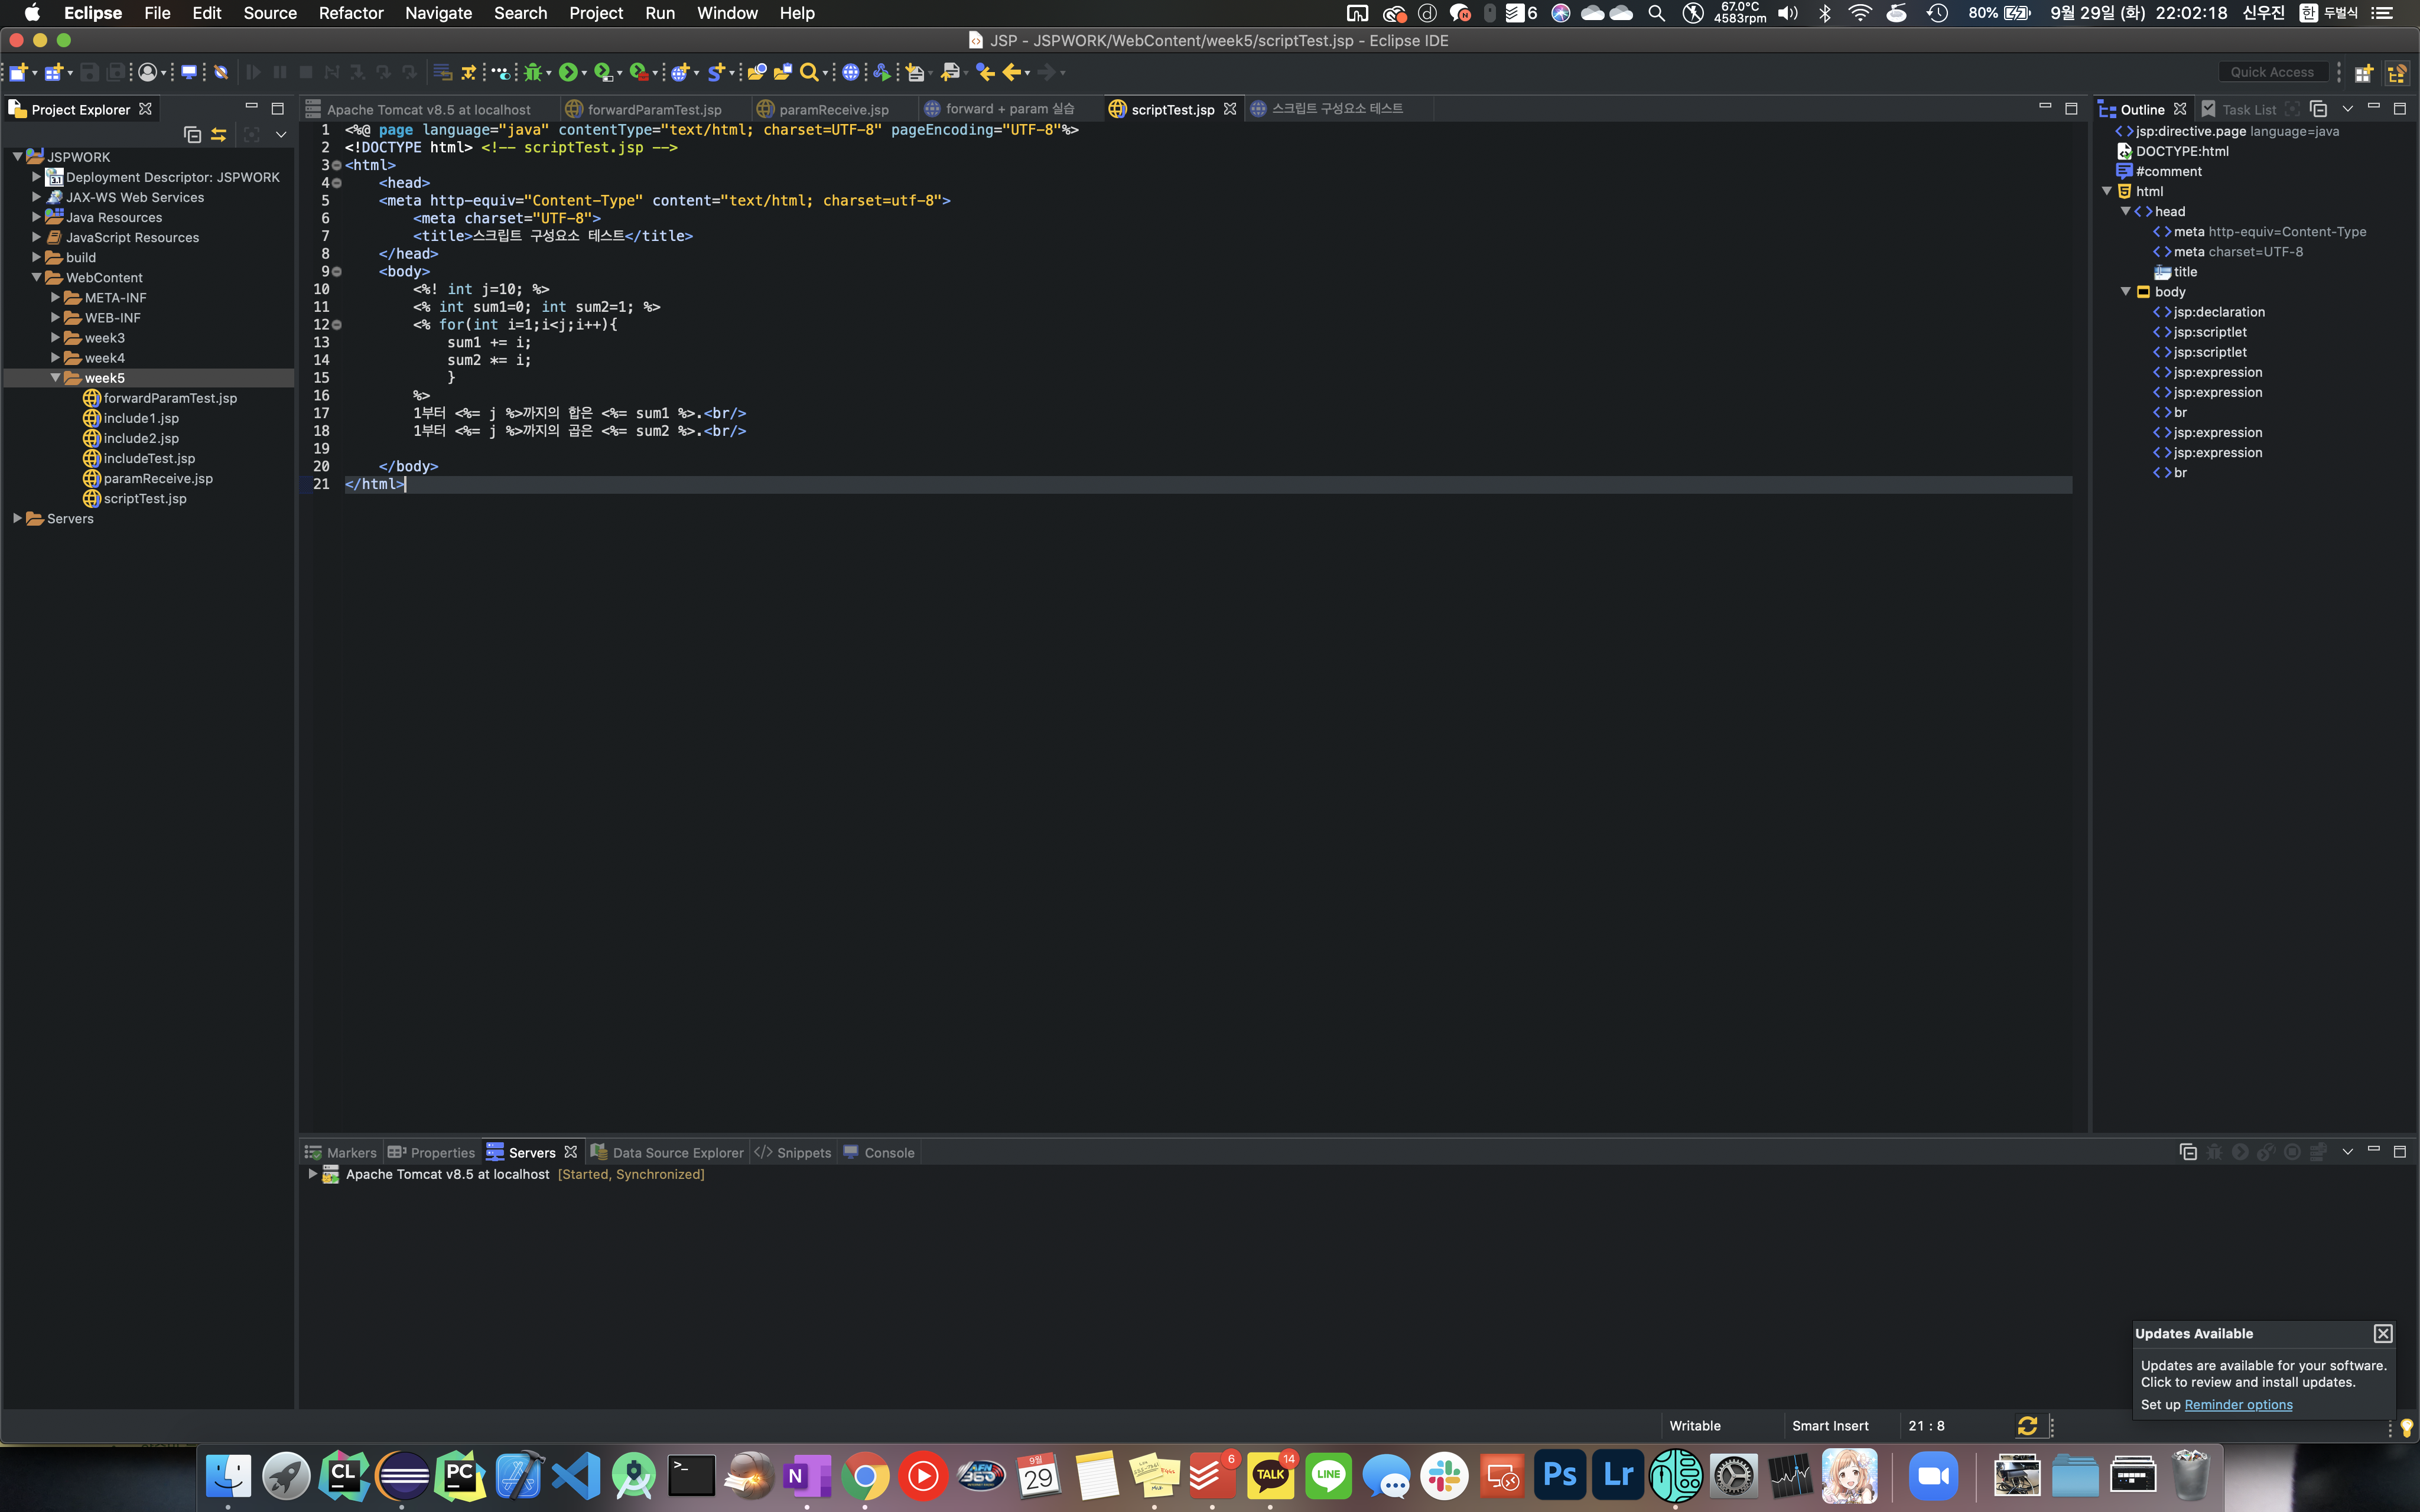 Eclipse File Edit Source Refactor Navigate Search Project Run Window Help
6 67.0°C 4583rpm 80% 9월 29일 (화) 22:02:18 신우진 한 두벌식
JSP - JSPWORK/WebContent/week5/scriptTest.jsp - Eclipse IDE
Quick Access
Project Explorer
JSPWORK
Deployment Descriptor: JSPWORK
JAX-WS Web Services
Java Resources
JavaScript Resources
build
WebContent
META-INF
WEB-INF
week3
week4
week5
forwardParamTest.jsp
include1.jsp
include2.jsp
includeTest.jsp
paramReceive.jsp
scriptTest.jsp
Servers
Apache Tomcat v8.5 at localhost forwardParamTest.jsp paramReceive.jsp forward + param 실습 scriptTest.jsp 스크립트 구성요소 테스트
1 <%@ page language="java" contentType="text/html; charset=UTF-8" pageEncoding="UTF-8"%>
2 <!DOCTYPE html> <!-- scriptTest.jsp -->
3 <html>
4 <head>
5 <meta http-equiv="Content-Type" content="text/html; charset=utf-8">
6 <meta charset="UTF-8">
7 <title>스크립트 구성요소 테스트</title>
8 </head>
9 <body>
10 <%! int j=10; %>
11 <% int sum1=0; int sum2=1; %>
12 <% for(int i=1;i<j;i++){
13 sum1 += i;
14 sum2 *= i;
15 }
16 %>
17 1부터 <%= j %>까지의 합은 <%= sum1 %>.<br/>
18 1부터 <%= j %>까지의 곱은 <%= sum2 %>.<br/>
19
20 </body>
21 </html>
Outline Task List
jsp:directive.page language=java
DOCTYPE:html
#comment
html
head
meta http-equiv=Content-Type
meta charset=UTF-8
title
body
jsp:declaration
jsp:scriptlet
jsp:scriptlet
jsp:expression
jsp:expression
br
jsp:expression
jsp:expression
br
Markers Properties Servers Data Source Explorer Snippets Console
Apache Tomcat v8.5 at localhost [Started, Synchronized]
Updates Available
Updates are available for your software.
Click to review and install updates.
Set up Reminder options
Writable Smart Insert 21 : 8
CL PC N AFN 360 9월 29 6 TALK 14 LINE Ps Lr